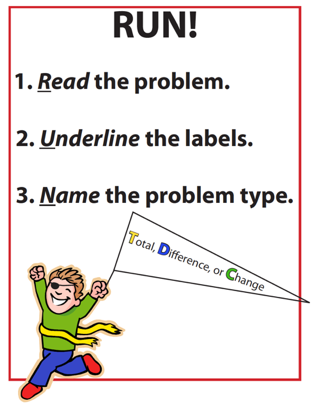 RUN!
1. Read the problem.
2. Underline the labels.
3. Name the problem type.
Total, Difference, or Change